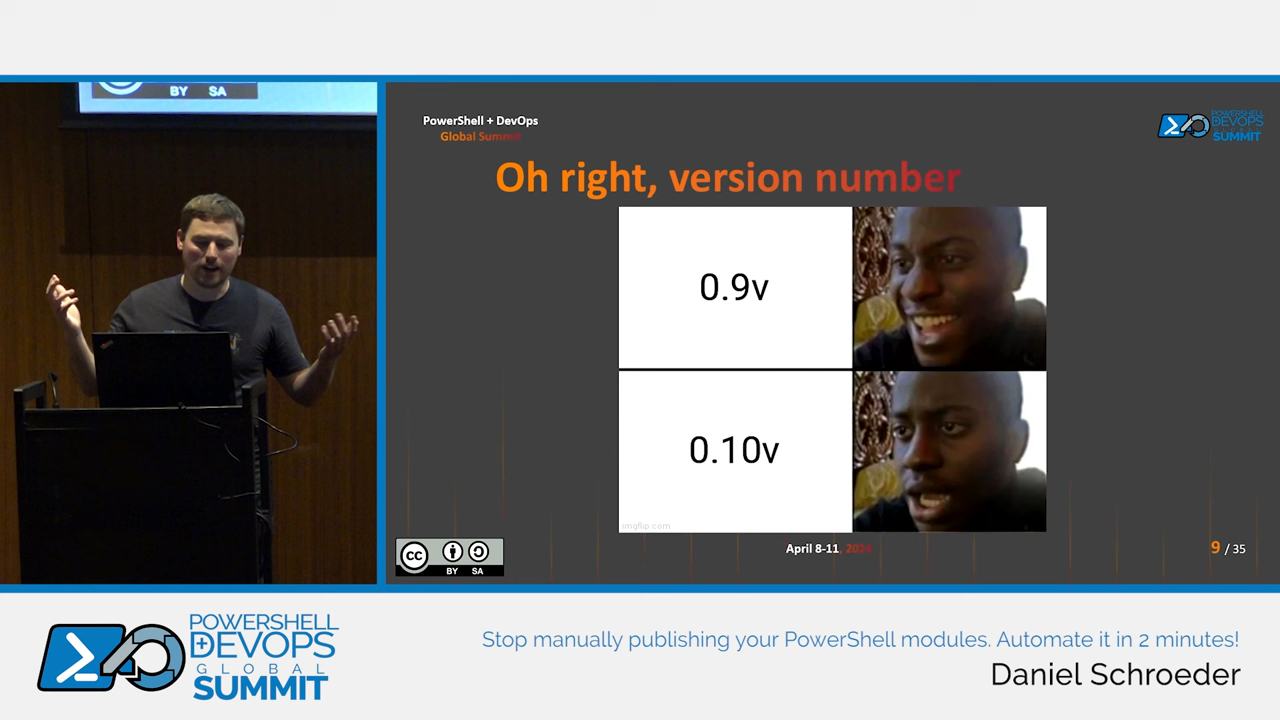 BY SA
PowerShell + DevOps
Global Summit
POWERSHELL
DEVOPS
SUMMIT
Oh right, version number
0.9v
0.10v
imgflip.com
cc
BY SA
April 8-11, 2024
9 / 35
POWERSHELL
+DEVOPS
GLOBAL
SUMMIT
Stop manually publishing your PowerShell modules. Automate it in 2 minutes!
Daniel Schroeder